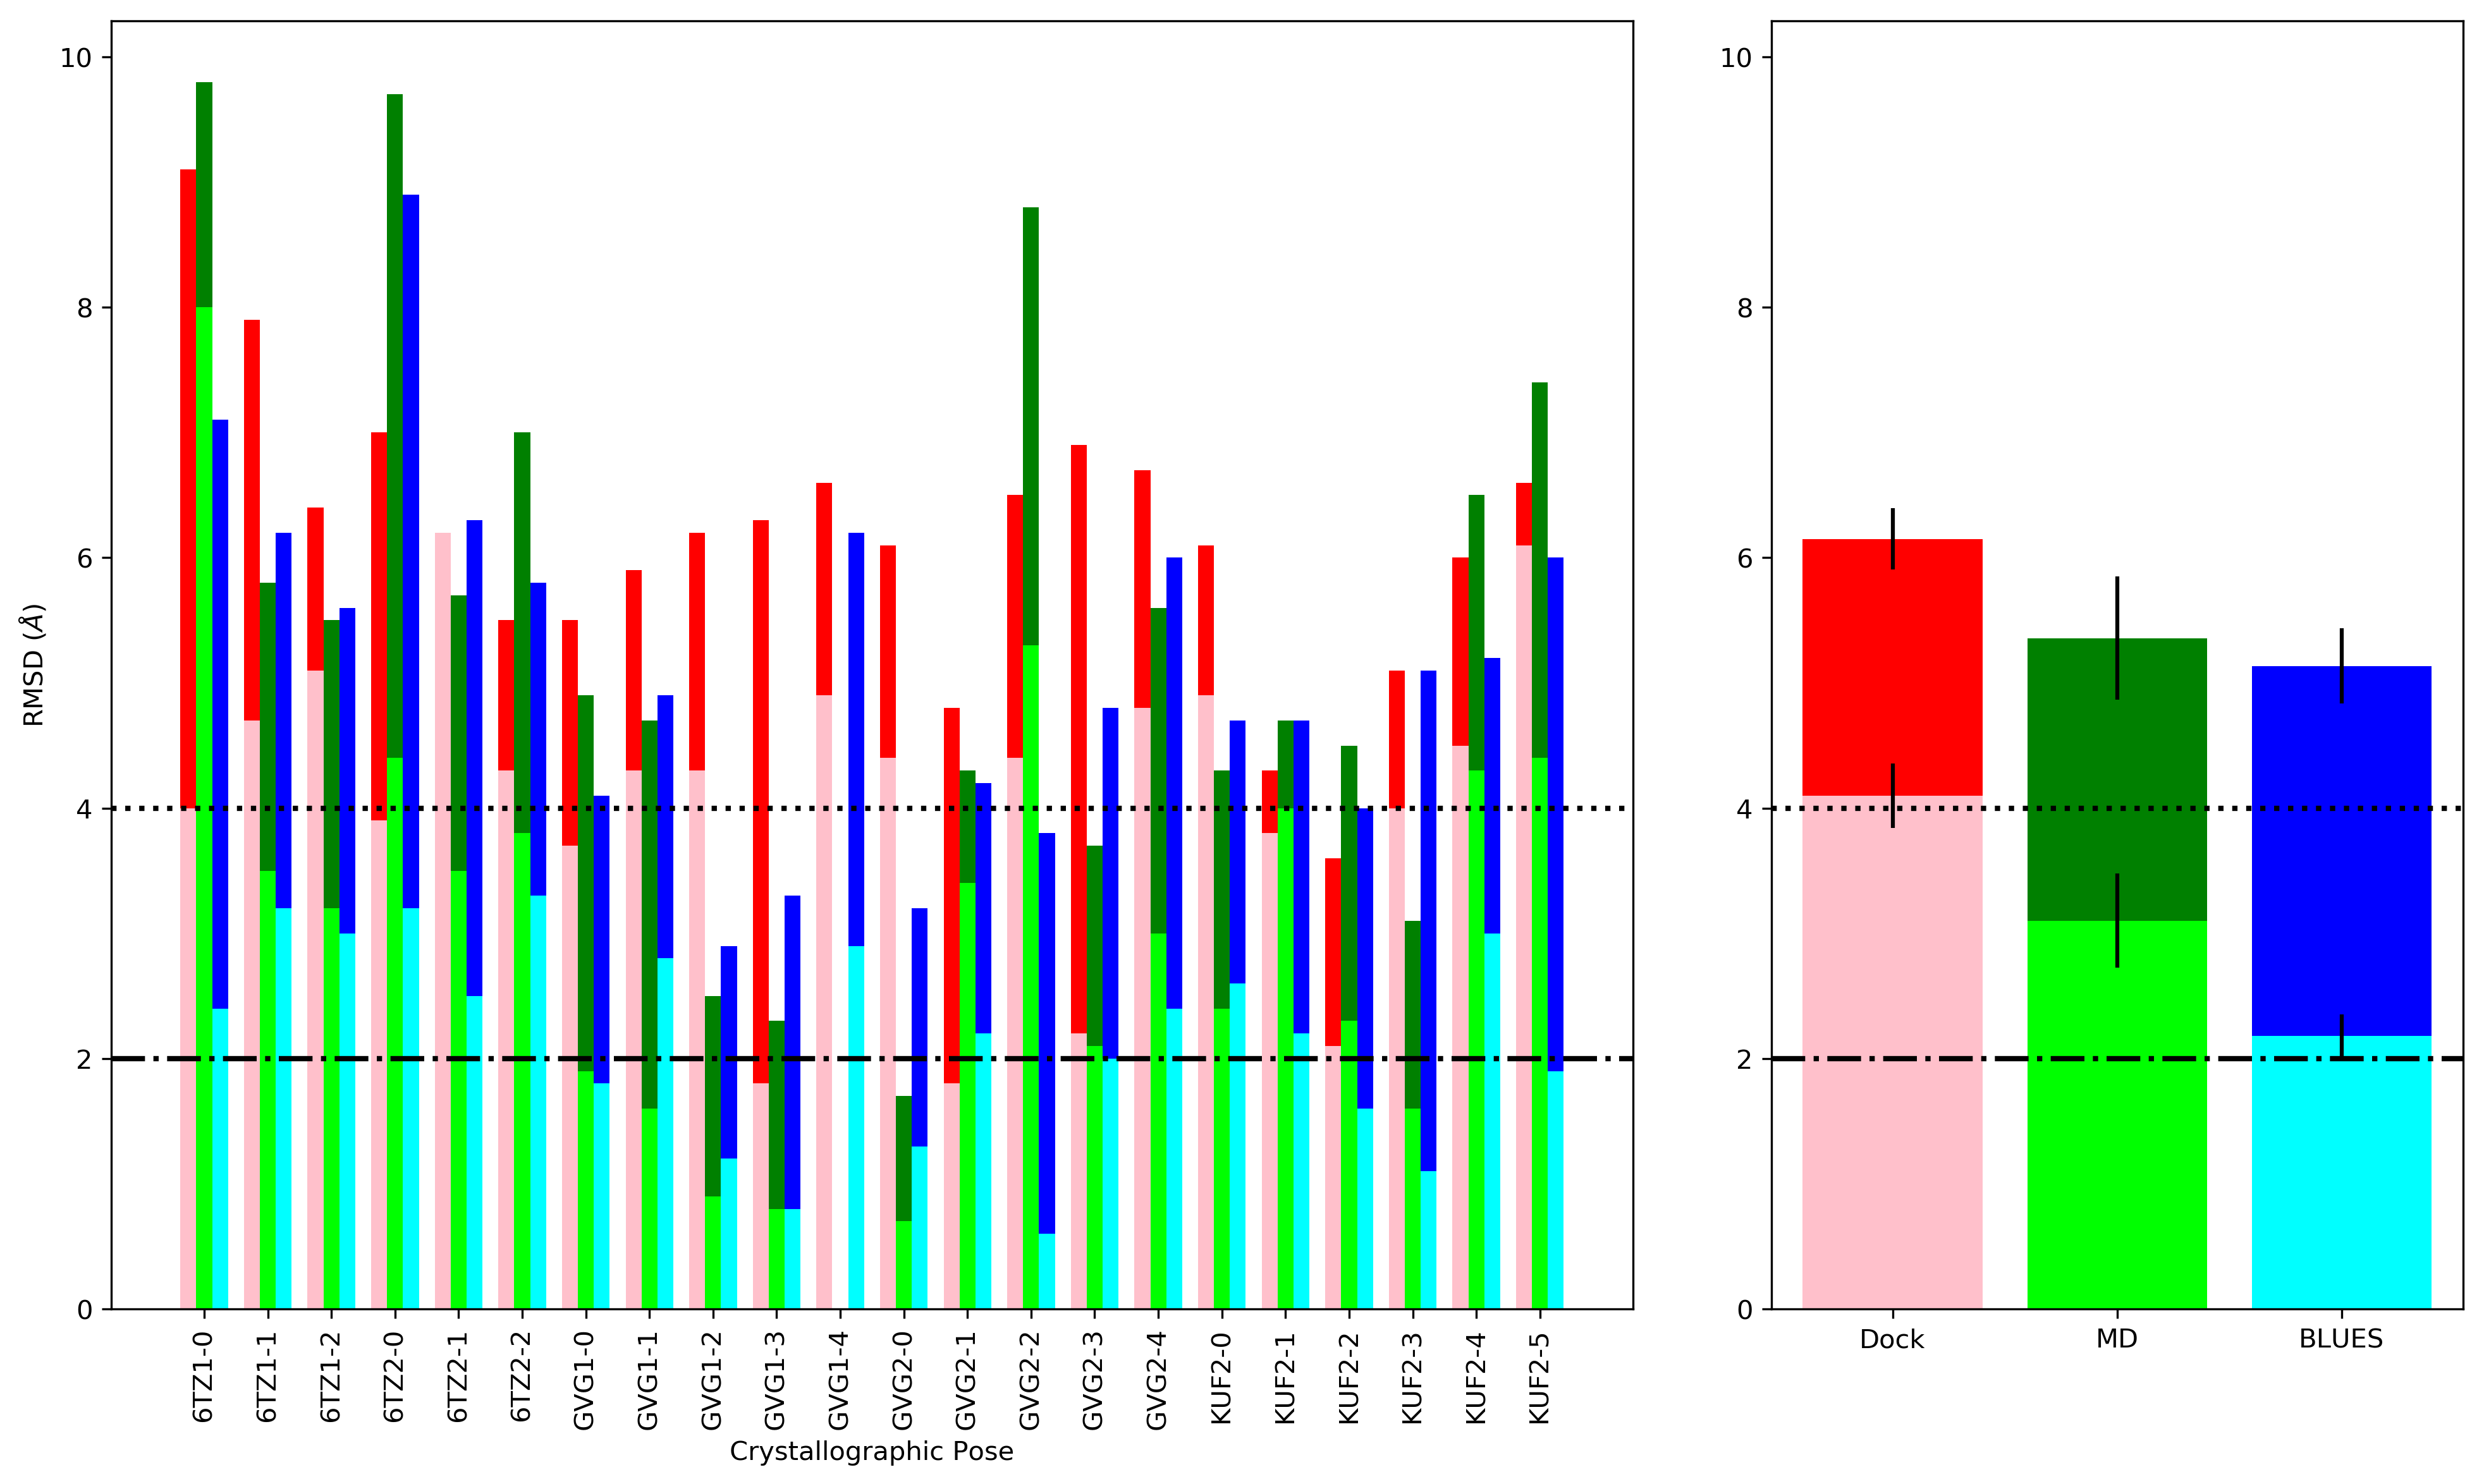 10
8
6
4
2
0
RMSD (Å)
6TZ1-0
6TZ1-1
6TZ1-2
6TZ2-0
6TZ2-1
6TZ2-2
GVG1-0
GVG1-1
GVG1-2
GVG1-3
GVG1-4
GVG2-0
GVG2-1
GVG2-2
GVG2-3
GVG2-4
KUF2-0
KUF2-1
KUF2-2
KUF2-3
KUF2-4
KUF2-5
Crystallographic Pose
10
8
6
4
2
0
Dock MD BLUES